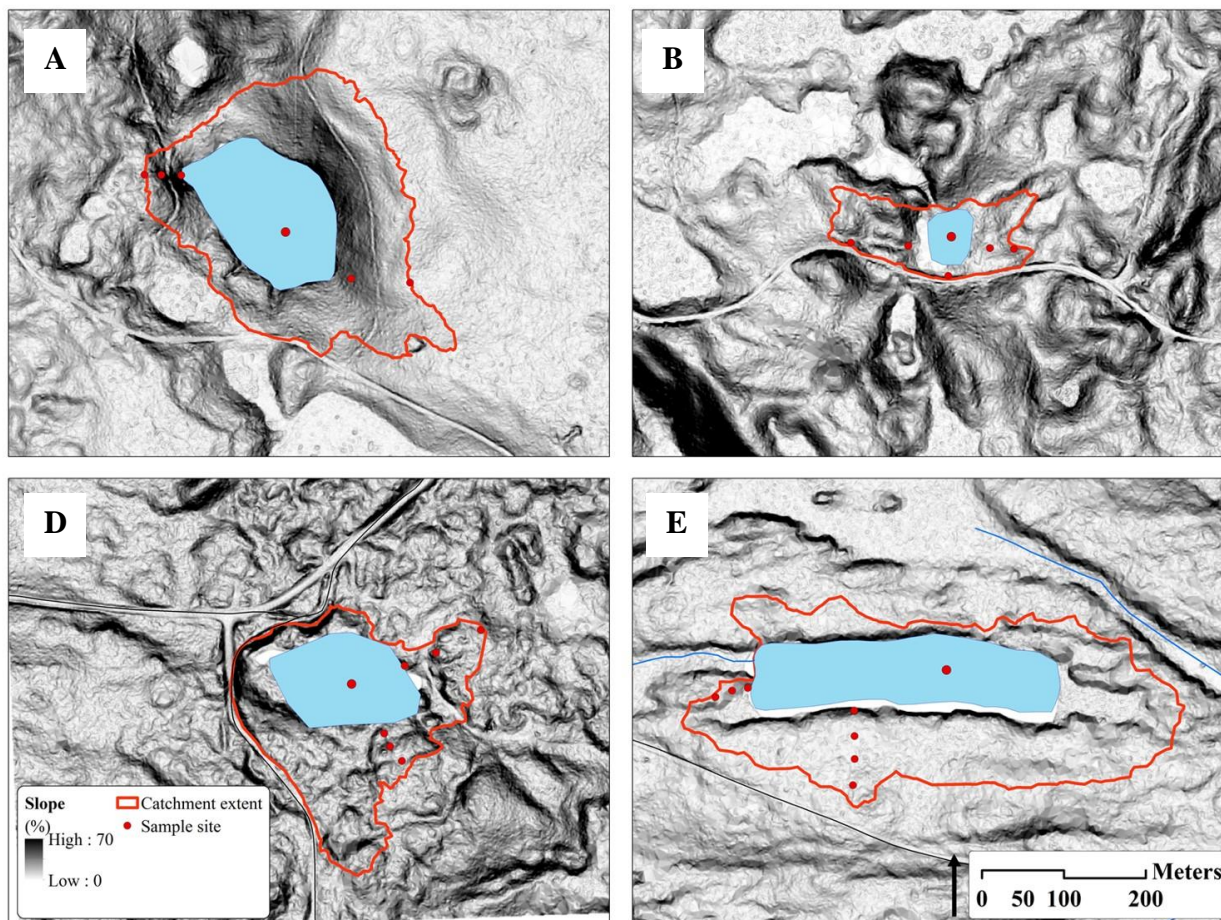 A
B
D
E
Slope
(%)
High : 70
Low : 0
Catchment extent
Sample site
Meters
0 50 100 200